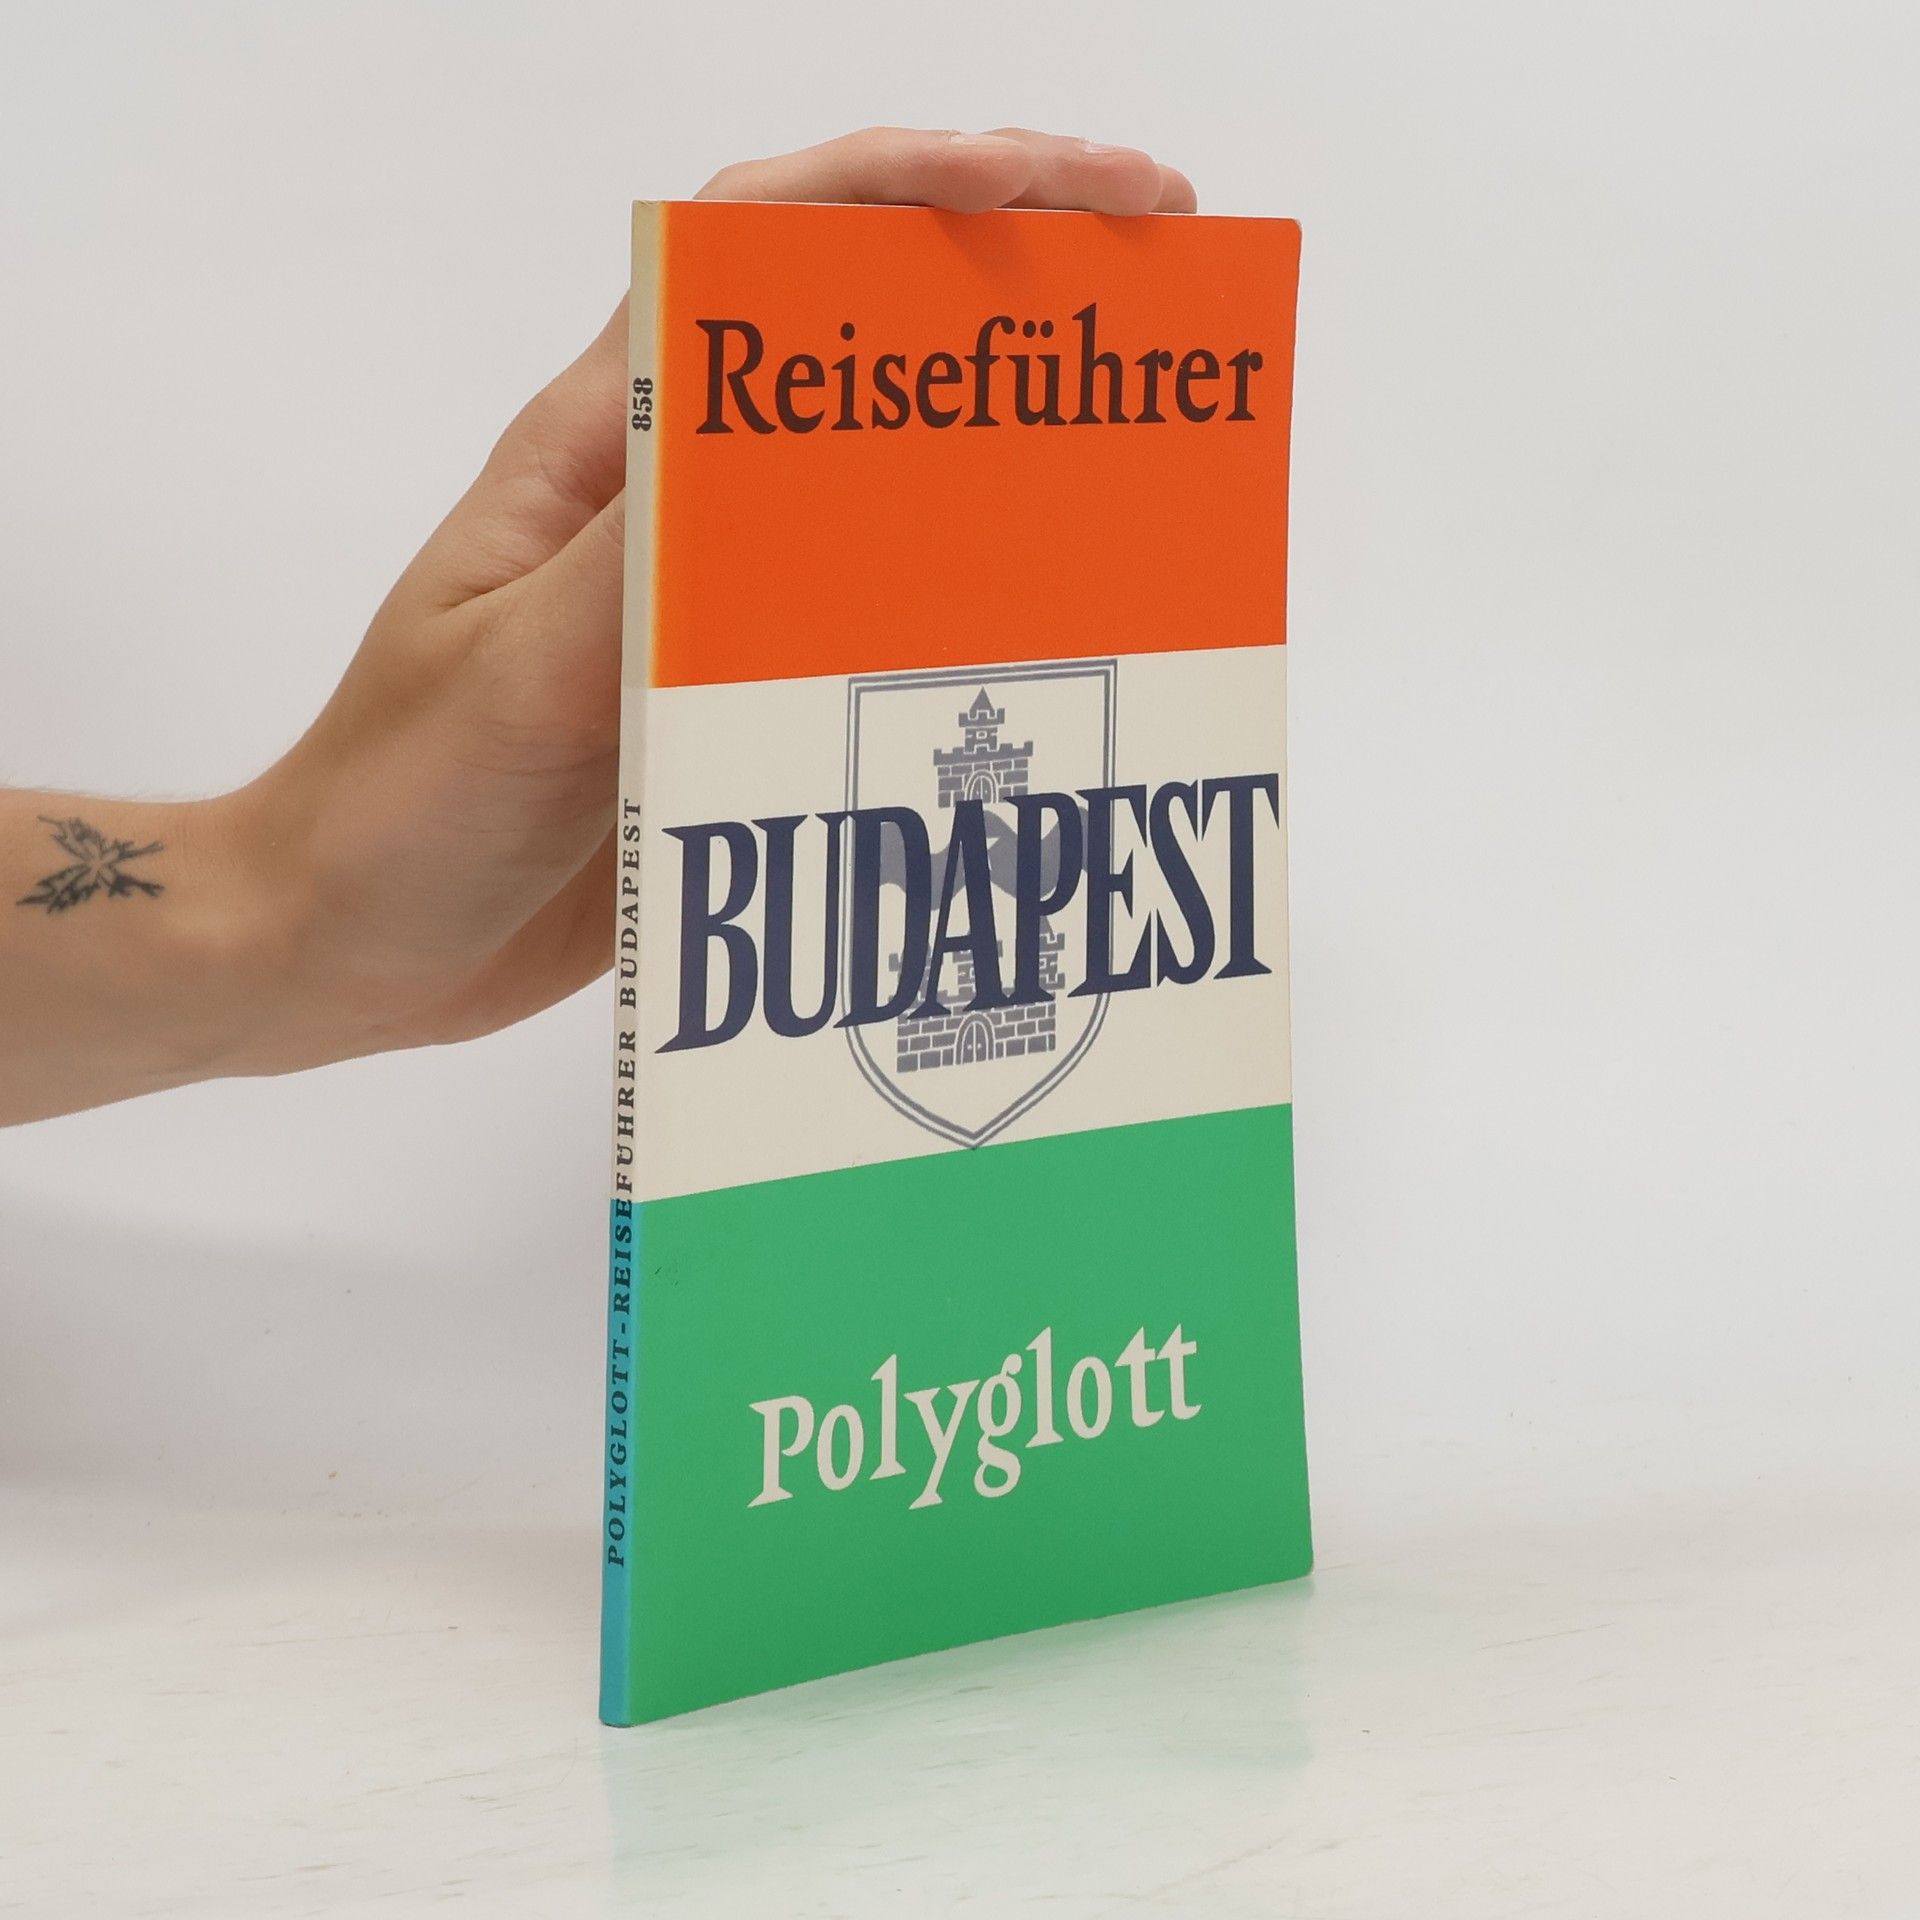 Reiseführer
BUDAPEST
Polyglott
POLYGLOTT-REISEFÜHRER BUDAPEST
858